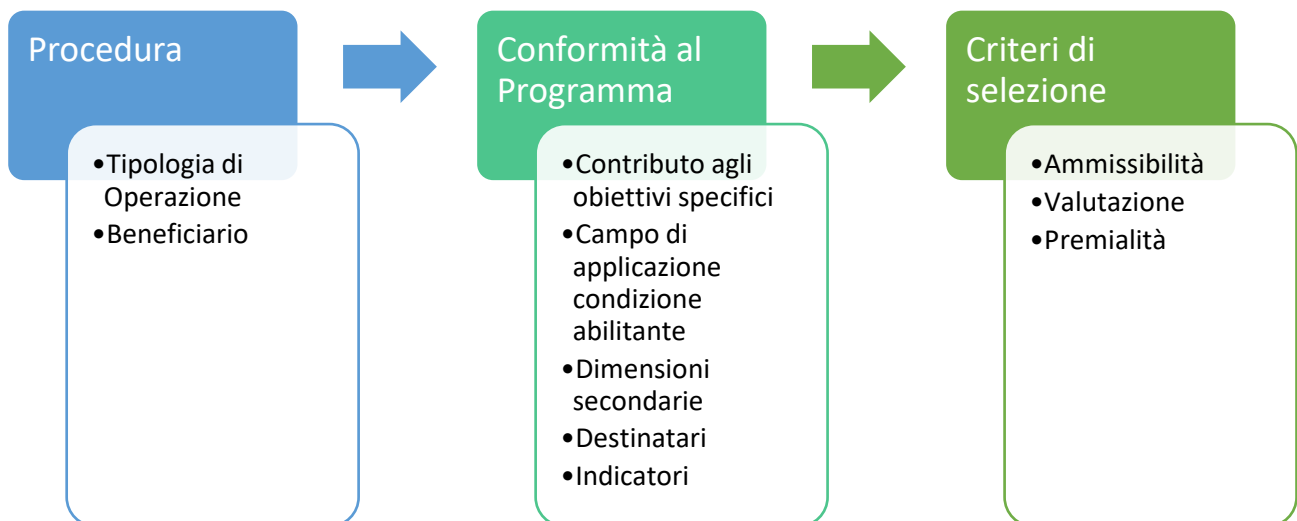 Procedura
•Tipologia di
Operazione
•Beneficiario
Conformità al
Programma
•Contributo agli
obiettivi specifici
•Campo di
applicazione
condizione
abilitante
•Dimensioni
secondarie
•Destinatari
•Indicatori
Criteri di
selezione
•Ammissibilità
•Valutazione
•Premialità